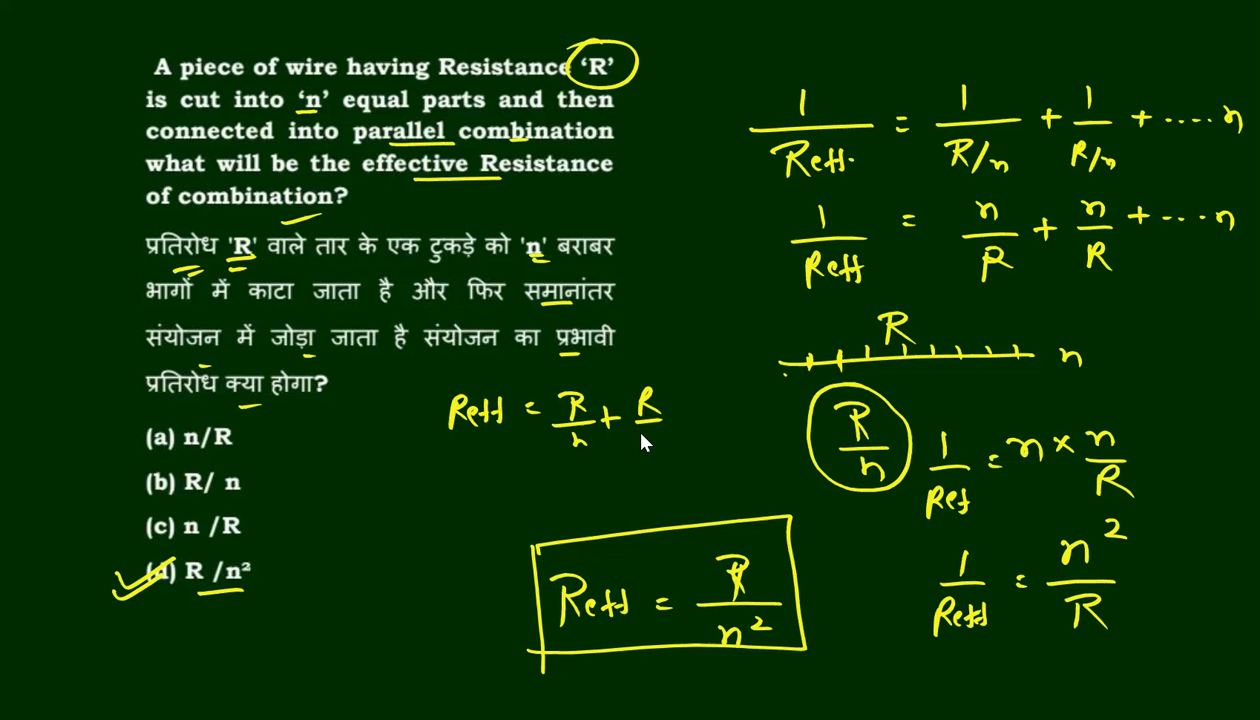 A piece of wire having Resistance 'R'
is cut into 'n' equal parts and then
connected into parallel combination
what will be the effective Resistance
of combination?
प्रतिरोध 'R' वाले तार के एक टुकड़े को 'n' बराबर
भागों में काटा जाता है और फिर समानांतर
संयोजन में जोड़ा जाता है संयोजन का प्रभावी
प्रतिरोध क्या होगा?
(a) n/R
(b) R/ n
(c) n /R
(d) R /n²
1/Reff. = 1/R/n + 1/R/n + .... n
1/Reff = n/R + n/R + .... n
R
n
R/n
Reff = R/n + R/
1/Reff = n × n/R
1/Reff = n²/R
Reff = R/n²